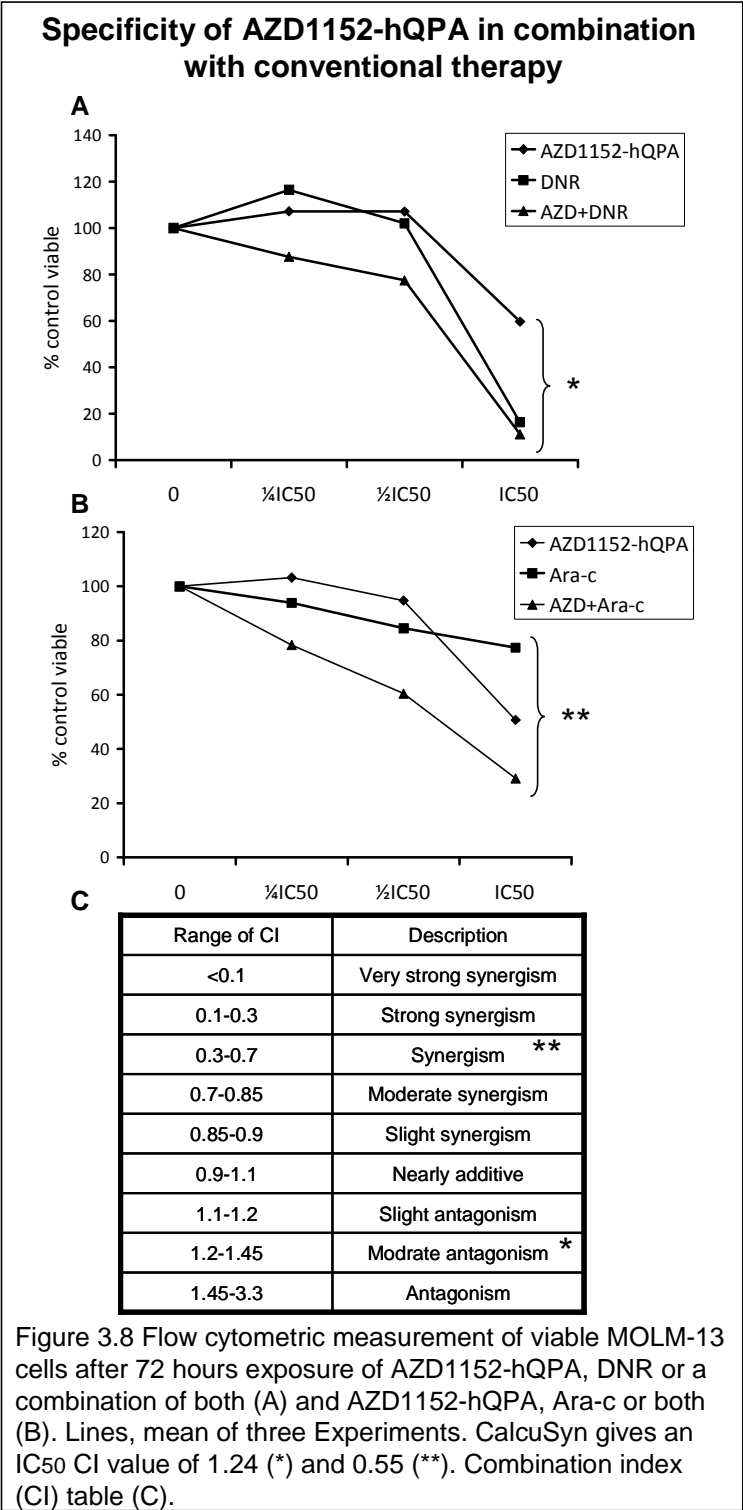 Specificity of AZD1152-hQPA in combination
with conventional therapy
A
140
120
100
80
60
40
20
0
% control viable
AZD1152-hQPA
DNR
AZD+DNR
*
0 ¼IC50 ½IC50 IC50
B
120
100
80
60
40
20
0
% control viable
AZD1152-hQPA
Ara-c
AZD+Ara-c
**
0 ¼IC50 ½IC50 IC50
C
Range of CI Description
<0.1 Very strong synergism
0.1-0.3 Strong synergism
0.3-0.7 Synergism **
0.7-0.85 Moderate synergism
0.85-0.9 Slight synergism
0.9-1.1 Nearly additive
1.1-1.2 Slight antagonism
1.2-1.45 Modrate antagonism *
1.45-3.3 Antagonism
Figure 3.8 Flow cytometric measurement of viable MOLM-13
cells after 72 hours exposure of AZD1152-hQPA, DNR or a
combination of both (A) and AZD1152-hQPA, Ara-c or both
(B). Lines, mean of three Experiments. CalcuSyn gives an
IC50 CI value of 1.24 (*) and 0.55 (**). Combination index
(CI) table (C).